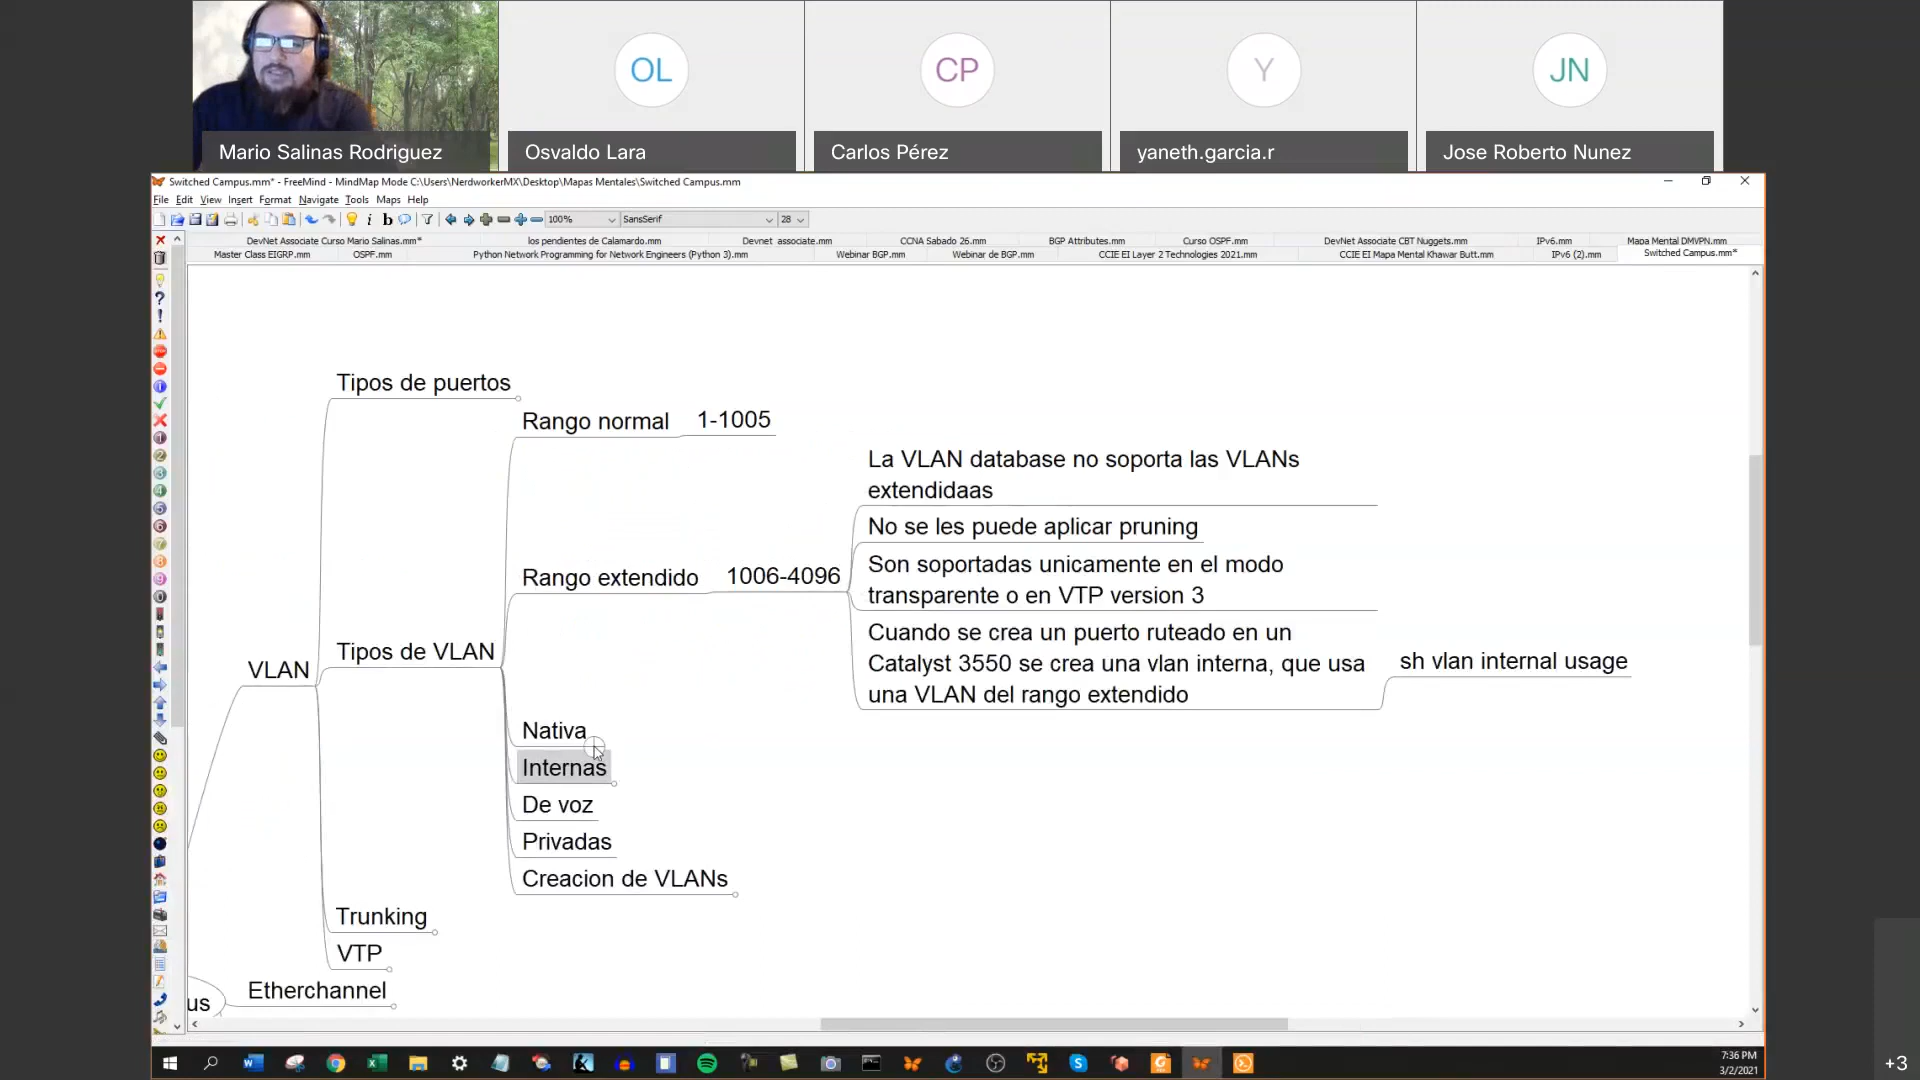 OL
CP
Y
JN
Mario Salinas Rodriguez
Osvaldo Lara
Carlos Pérez
yaneth.garcia.r
Jose Roberto Nunez
Switched Campus.mm* - FreeMind - MindMap Mode C:\Users\NerdworkerMX\Desktop\Mapas Mentales\Switched Campus.mm
File Edit View Insert Format Navigate Tools Maps Help
100% SansSerif 28
DevNet Associate Curso Mario Salinas.mm* los pendientes de Calamardo.mm Devnet associate.mm CCNA Sabado 26.mm BGP Attributes.mm Curso OSPF.mm DevNet Associate CBT Nuggets.mm IPv6.mm Mapa Mental DMVPN.mm
Master Class EIGRP.mm OSPF.mm Python Network Programming for Network Engineers (Python 3).mm Webinar BGP.mm Webinar de BGP.mm CCIE EI Layer 2 Technologies 2021.mm CCIE EI Mapa Mental Khawar Butt.mm IPv6 (2).mm Switched Campus.mm*
Tipos de puertos
Rango normal 1-1005
La VLAN database no soporta las VLANs
extendidaas
No se les puede aplicar pruning
Rango extendido 1006-4096
Son soportadas unicamente en el modo
transparente o en VTP version 3
Cuando se crea un puerto ruteado en un
Catalyst 3550 se crea una vlan interna, que usa
una VLAN del rango extendido
sh vlan internal usage
Tipos de VLAN
VLAN
Nativa
Internas
De voz
Privadas
Creacion de VLANs
Trunking
VTP
Etherchannel
us
7:36 PM
3/2/2021
+3